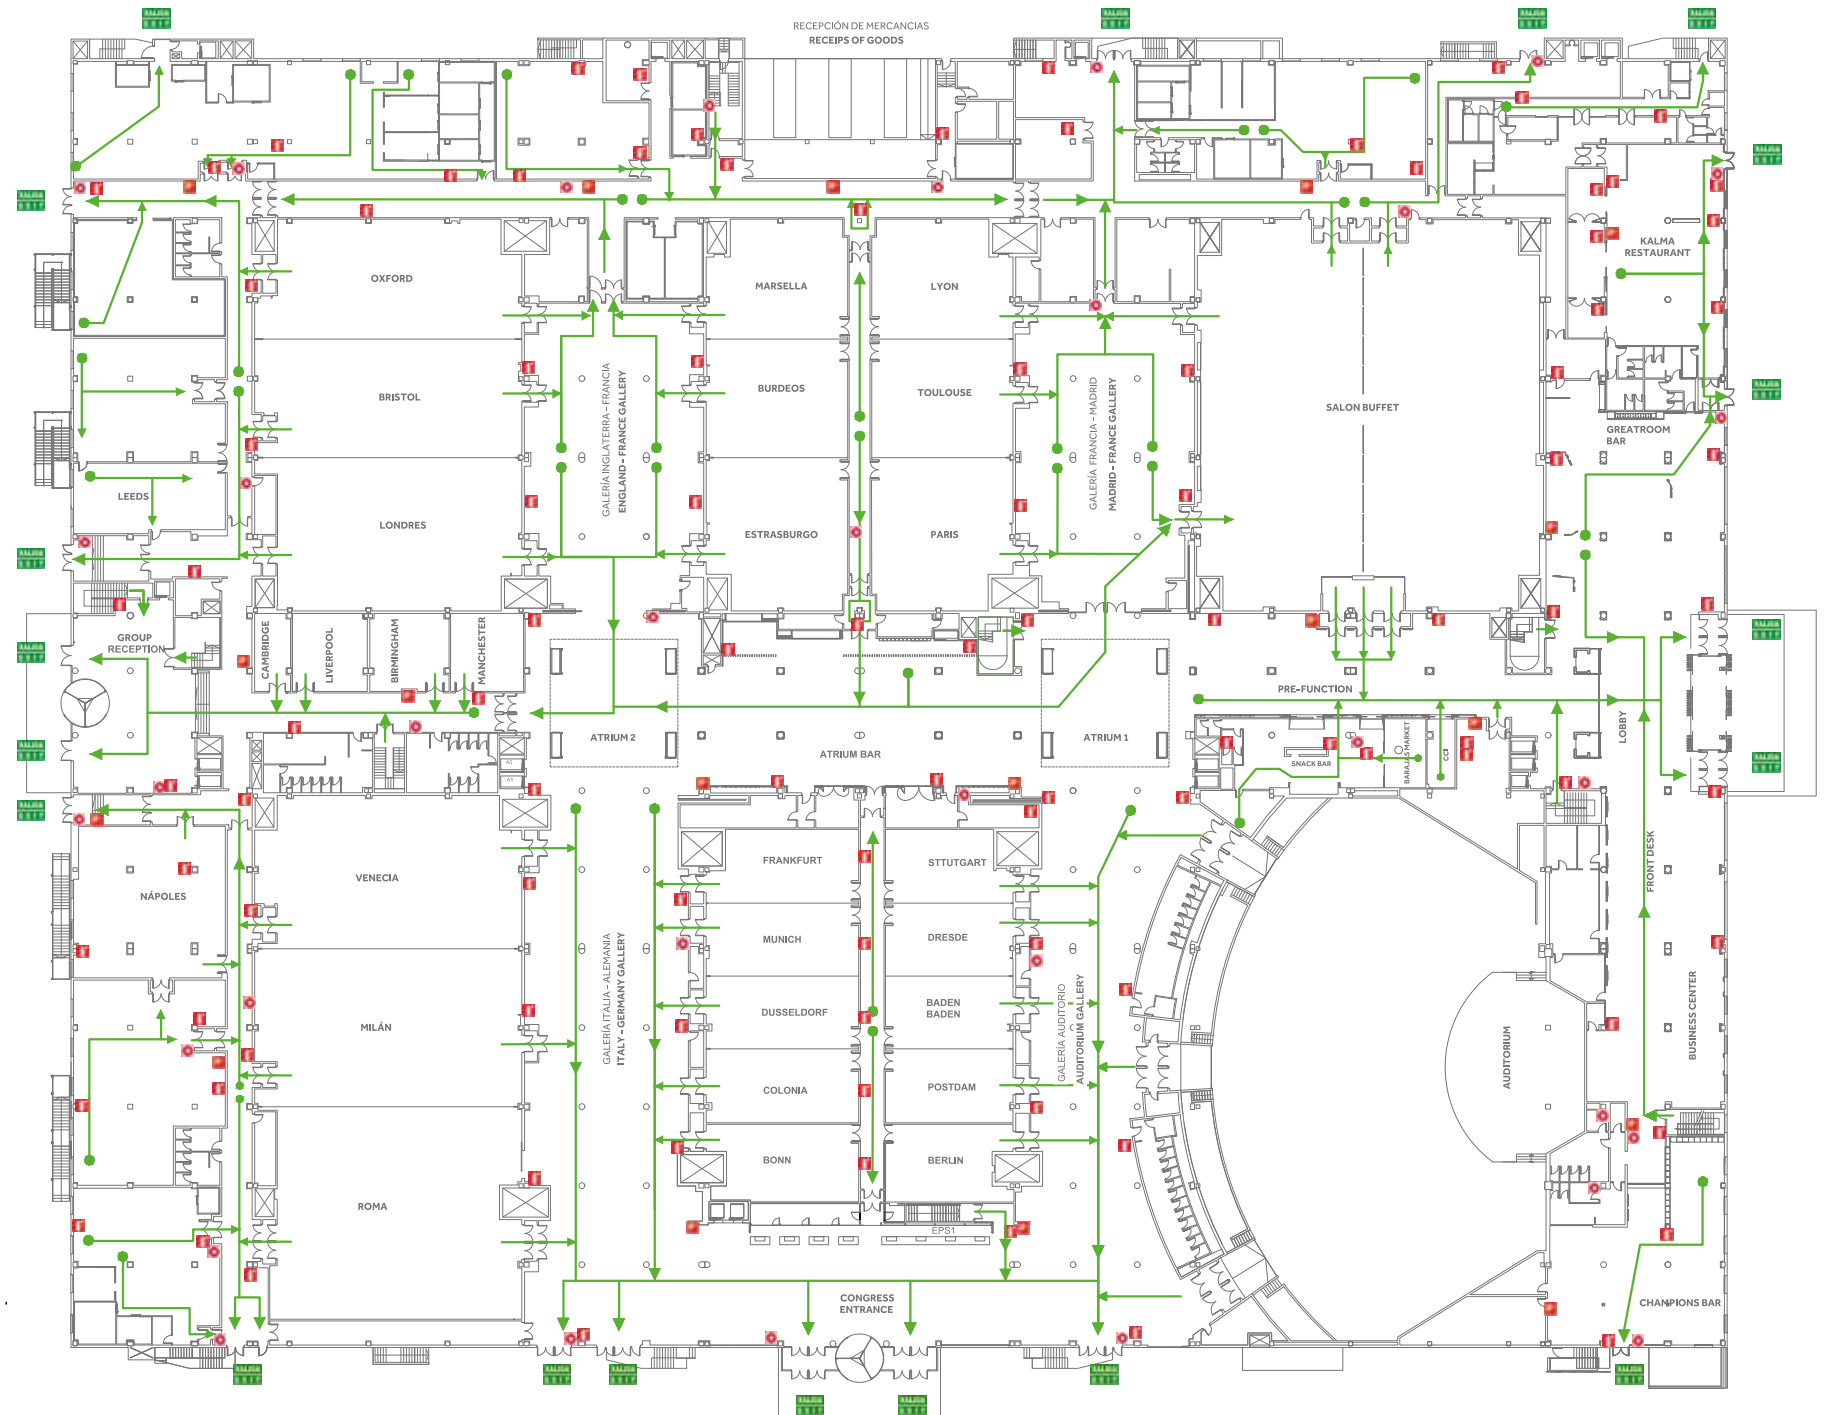 RECEPCIÓN DE MERCANCIAS
RECEIPS OF GOODS
KALMA
RESTAURANT
OXFORD
MARSELLA
LYON
GALERÍA INGLATERRA - FRANCIA
ENGLAND - FRANCE GALLERY
GALERÍA FRANCIA - MADRID
MADRID - FRANCE GALLERY
BRISTOL
BURDEOS
TOULOUSE
SALON BUFFET
GREATROOM
BAR
LEEDS
LONDRES
ESTRASBURGO
PARIS
GROUP
RECEPTION
CAMBRIDGE
LIVERPOOL
BIRMINGHAM
MANCHESTER
PRE-FUNCTION
LOBBY
ATRIUM 2
ATRIUM BAR
ATRIUM 1
SNACK BAR
BARAJAS MARKET
CCI
FRONT DESK
VENECIA
FRANKFURT
STTUTGART
NÁPOLES
MUNICH
DRESDE
GALERÍA ITALIA - ALEMANIA
ITALY - GERMANY GALLERY
GALERÍA AUDITORIO
AUDITORIUM GALLERY
MILÁN
DUSSELDORF
BADEN
BADEN
AUDITORIUM
BUSINESS CENTER
COLONIA
POSTDAM
BONN
BERLIN
ROMA
EPS1
CONGRESS
ENTRANCE
CHAMPIONS BAR